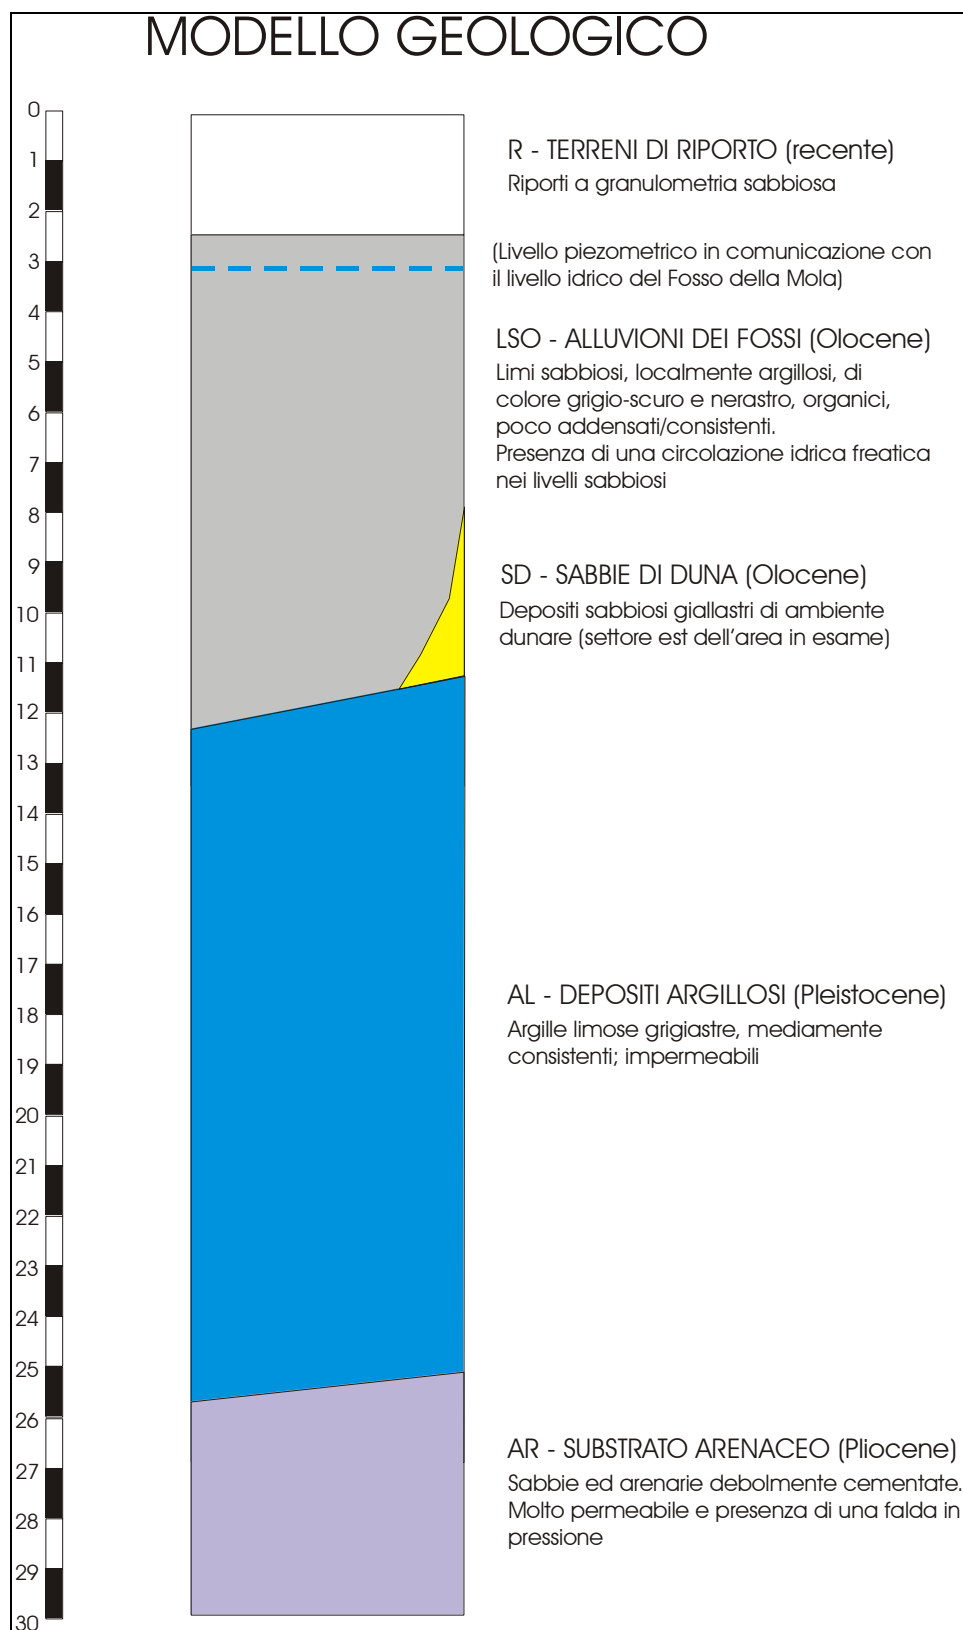 MODELLO GEOLOGICO
0
1
2
3
4
5
6
7
8
9
10
11
12
13
14
15
16
17
18
19
20
21
22
23
24
25
26
27
28
29
30
R - TERRENI DI RIPORTO (recente)
Riporti a granulometria sabbiosa
(Livello piezometrico in comunicazione con
il livello idrico del Fosso della Mola)
LSO - ALLUVIONI DEI FOSSI (Olocene)
Limi sabbiosi, localmente argillosi, di
colore grigio-scuro e nerastro, organici,
poco addensati/consistenti.
Presenza di una circolazione idrica freatica
nei livelli sabbiosi
SD - SABBIE DI DUNA (Olocene)
Depositi sabbiosi giallastri di ambiente
dunare (settore est dell'area in esame)
AL - DEPOSITI ARGILLOSI (Pleistocene)
Argille limose grigiastre, mediamente
consistenti; impermeabili
AR - SUBSTRATO ARENACEO (Pliocene)
Sabbie ed arenarie debolmente cementate.
Molto permeabile e presenza di una falda in
pressione